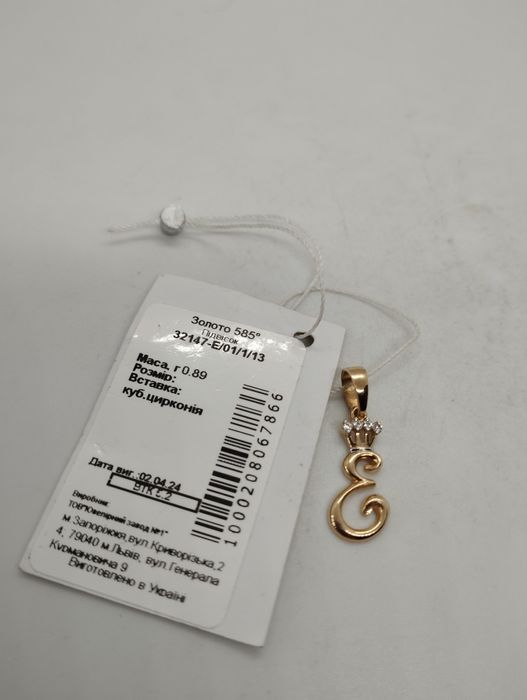 Золото 585°
Підвісок
32147-Е/01/1/13
Маса, г 0.89
Розмір:
Вставка:
куб.цирконія
Дата виг.:02.04.24
ВТК с.2
Виробник:
ТОВ"Ювелірний завод №1"
м.Запоріжжя,вул.Криворізька,2
4, 79040 м.Львів, вул.Генерала
Курмановича 9
Виготовлено в Україні
1000208067866